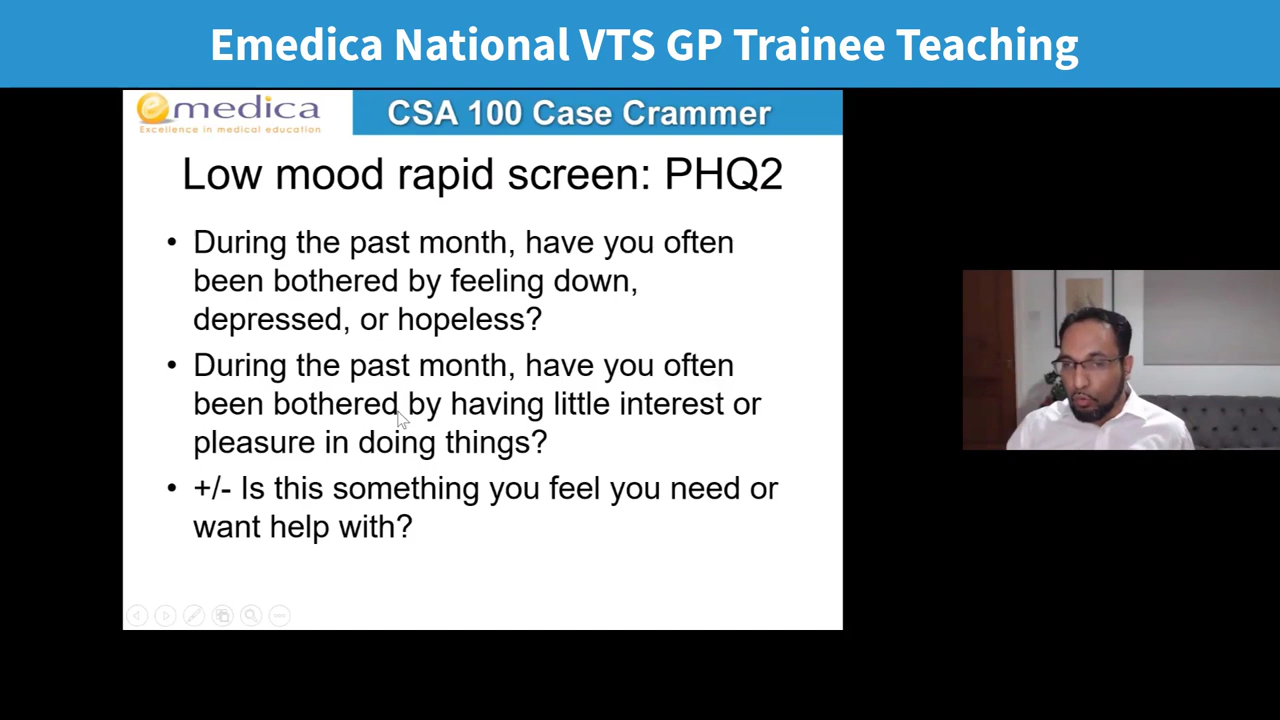 Emedica National VTS GP Trainee Teaching
emedica
Excellence in medical education
CSA 100 Case Crammer
Low mood rapid screen: PHQ2
• During the past month, have you often
been bothered by feeling down,
depressed, or hopeless?
• During the past month, have you often
been bothered by having little interest or
pleasure in doing things?
• +/- Is this something you feel you need or
want help with?